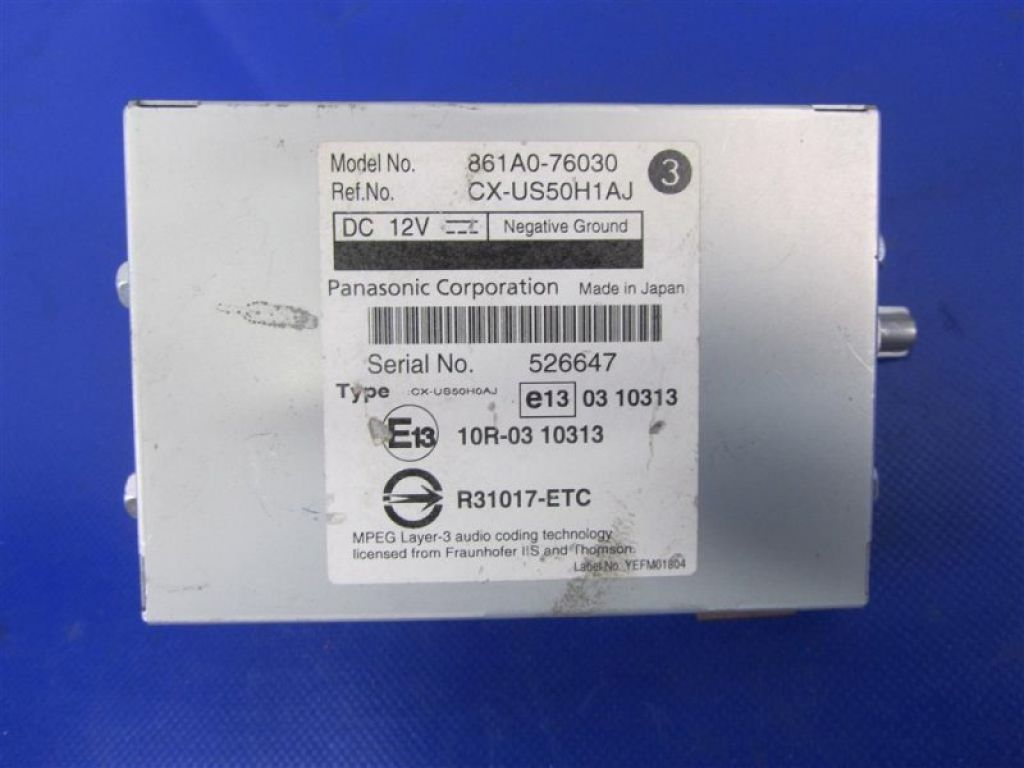 Model No. 861A0-76030 3
Ref.No. CX-US50H1AJ
DC 12V Negative Ground
Panasonic Corporation Made in Japan
Serial No. 526647
Type CX-US50H0AJ e13 03 10313
E13 10R-03 10313
R31017-ETC
MPEG Layer-3 audio coding technology
licensed from Fraunhofer IIS and Thomson.
Label No. YEFM01804